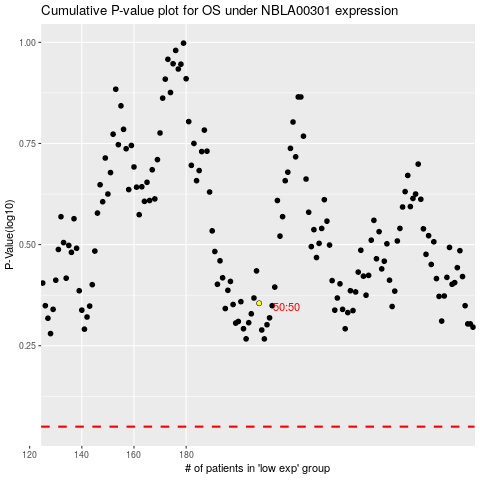 Cumulative P-value plot for OS under NBLA00301 expression
P-Value(log10)
1.00
0.75
0.50
0.25
50:50
120 140 160 180
# of patients in 'low exp' group